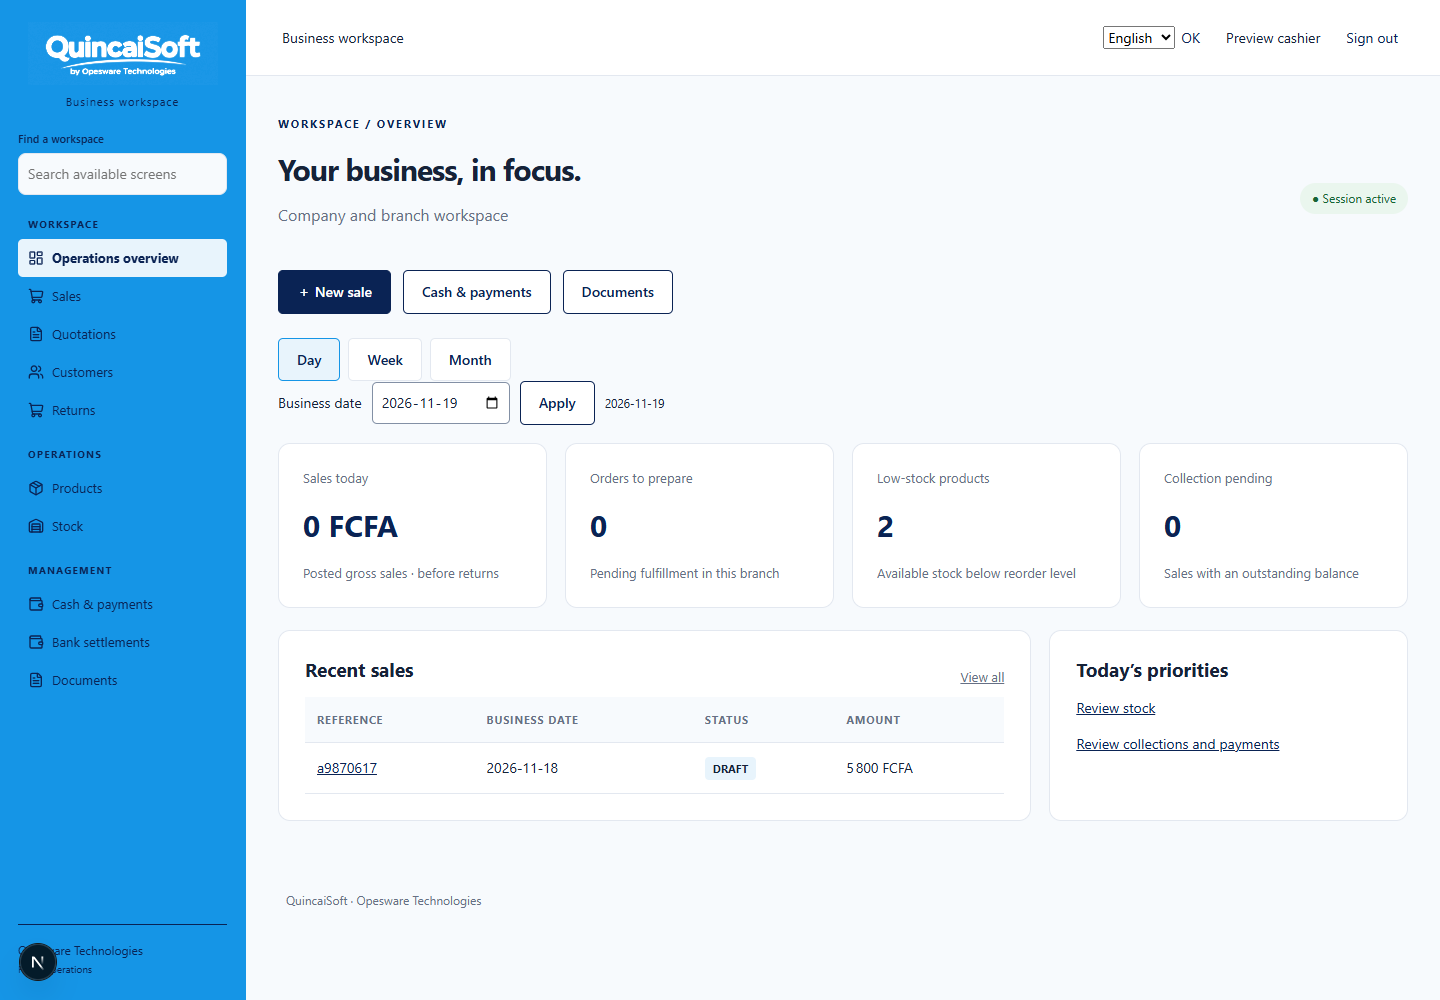 QuincaiSoft
by Opesware Technologies
Business workspace
Find a workspace
Search available screens
WORKSPACE
Operations overview
Sales
Quotations
Customers
Returns
OPERATIONS
Products
Stock
MANAGEMENT
Cash & payments
Bank settlements
Documents
Technologies
N
Business workspace
English OK Preview cashier Sign out
WORKSPACE / OVERVIEW
Your business, in focus.
Company and branch workspace
● Session active
+ New sale Cash & payments Documents
Day Week Month
Business date 2026-11-19 Apply 2026-11-19
Sales today
0 FCFA
Posted gross sales · before returns
Orders to prepare
0
Pending fulfillment in this branch
Low-stock products
2
Available stock below reorder level
Collection pending
0
Sales with an outstanding balance
Recent sales
View all
REFERENCE BUSINESS DATE STATUS AMOUNT
a9870617 2026-11-18 DRAFT 5 800 FCFA
Today’s priorities
Review stock
Review collections and payments
QuincaiSoft · Opesware Technologies